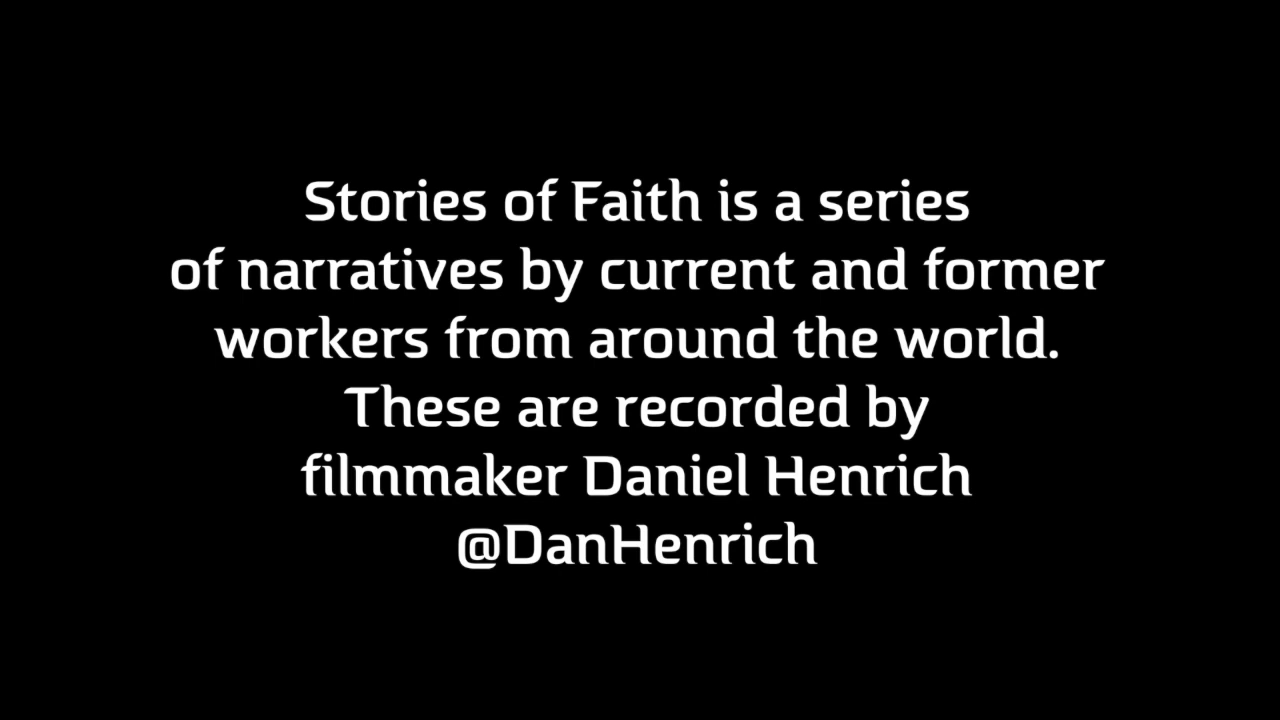 Stories of Faith is a series
of narratives by current and former
workers from around the world.
These are recorded by
filmmaker Daniel Henrich
@DanHenrich